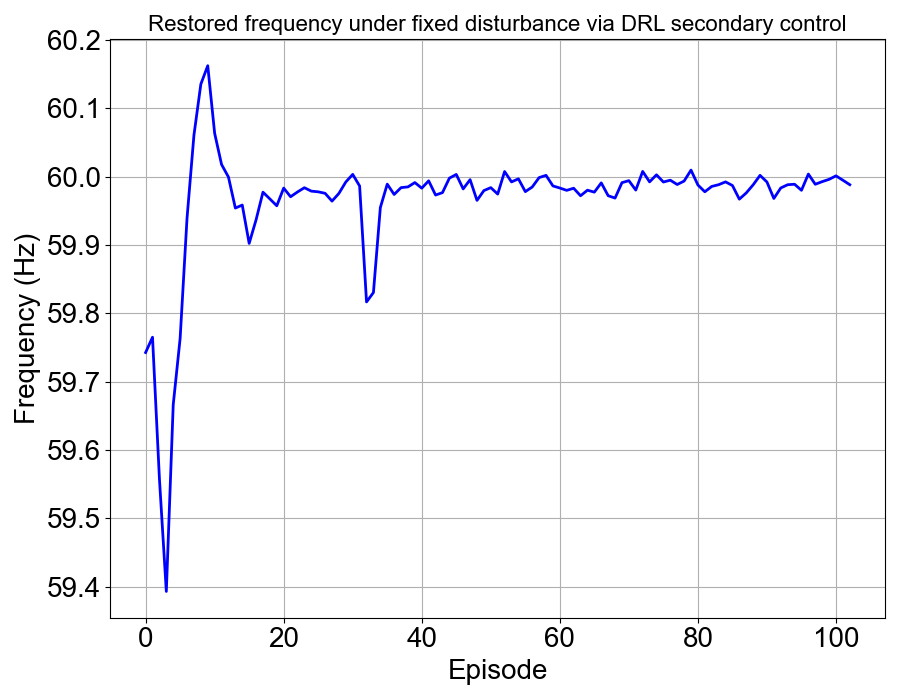 Restored frequency under fixed disturbance via DRL secondary control
60.2
60.1
60.0
59.9
59.8
59.7
59.6
59.5
59.4
Frequency (Hz)
0 20 40 60 80 100
Episode